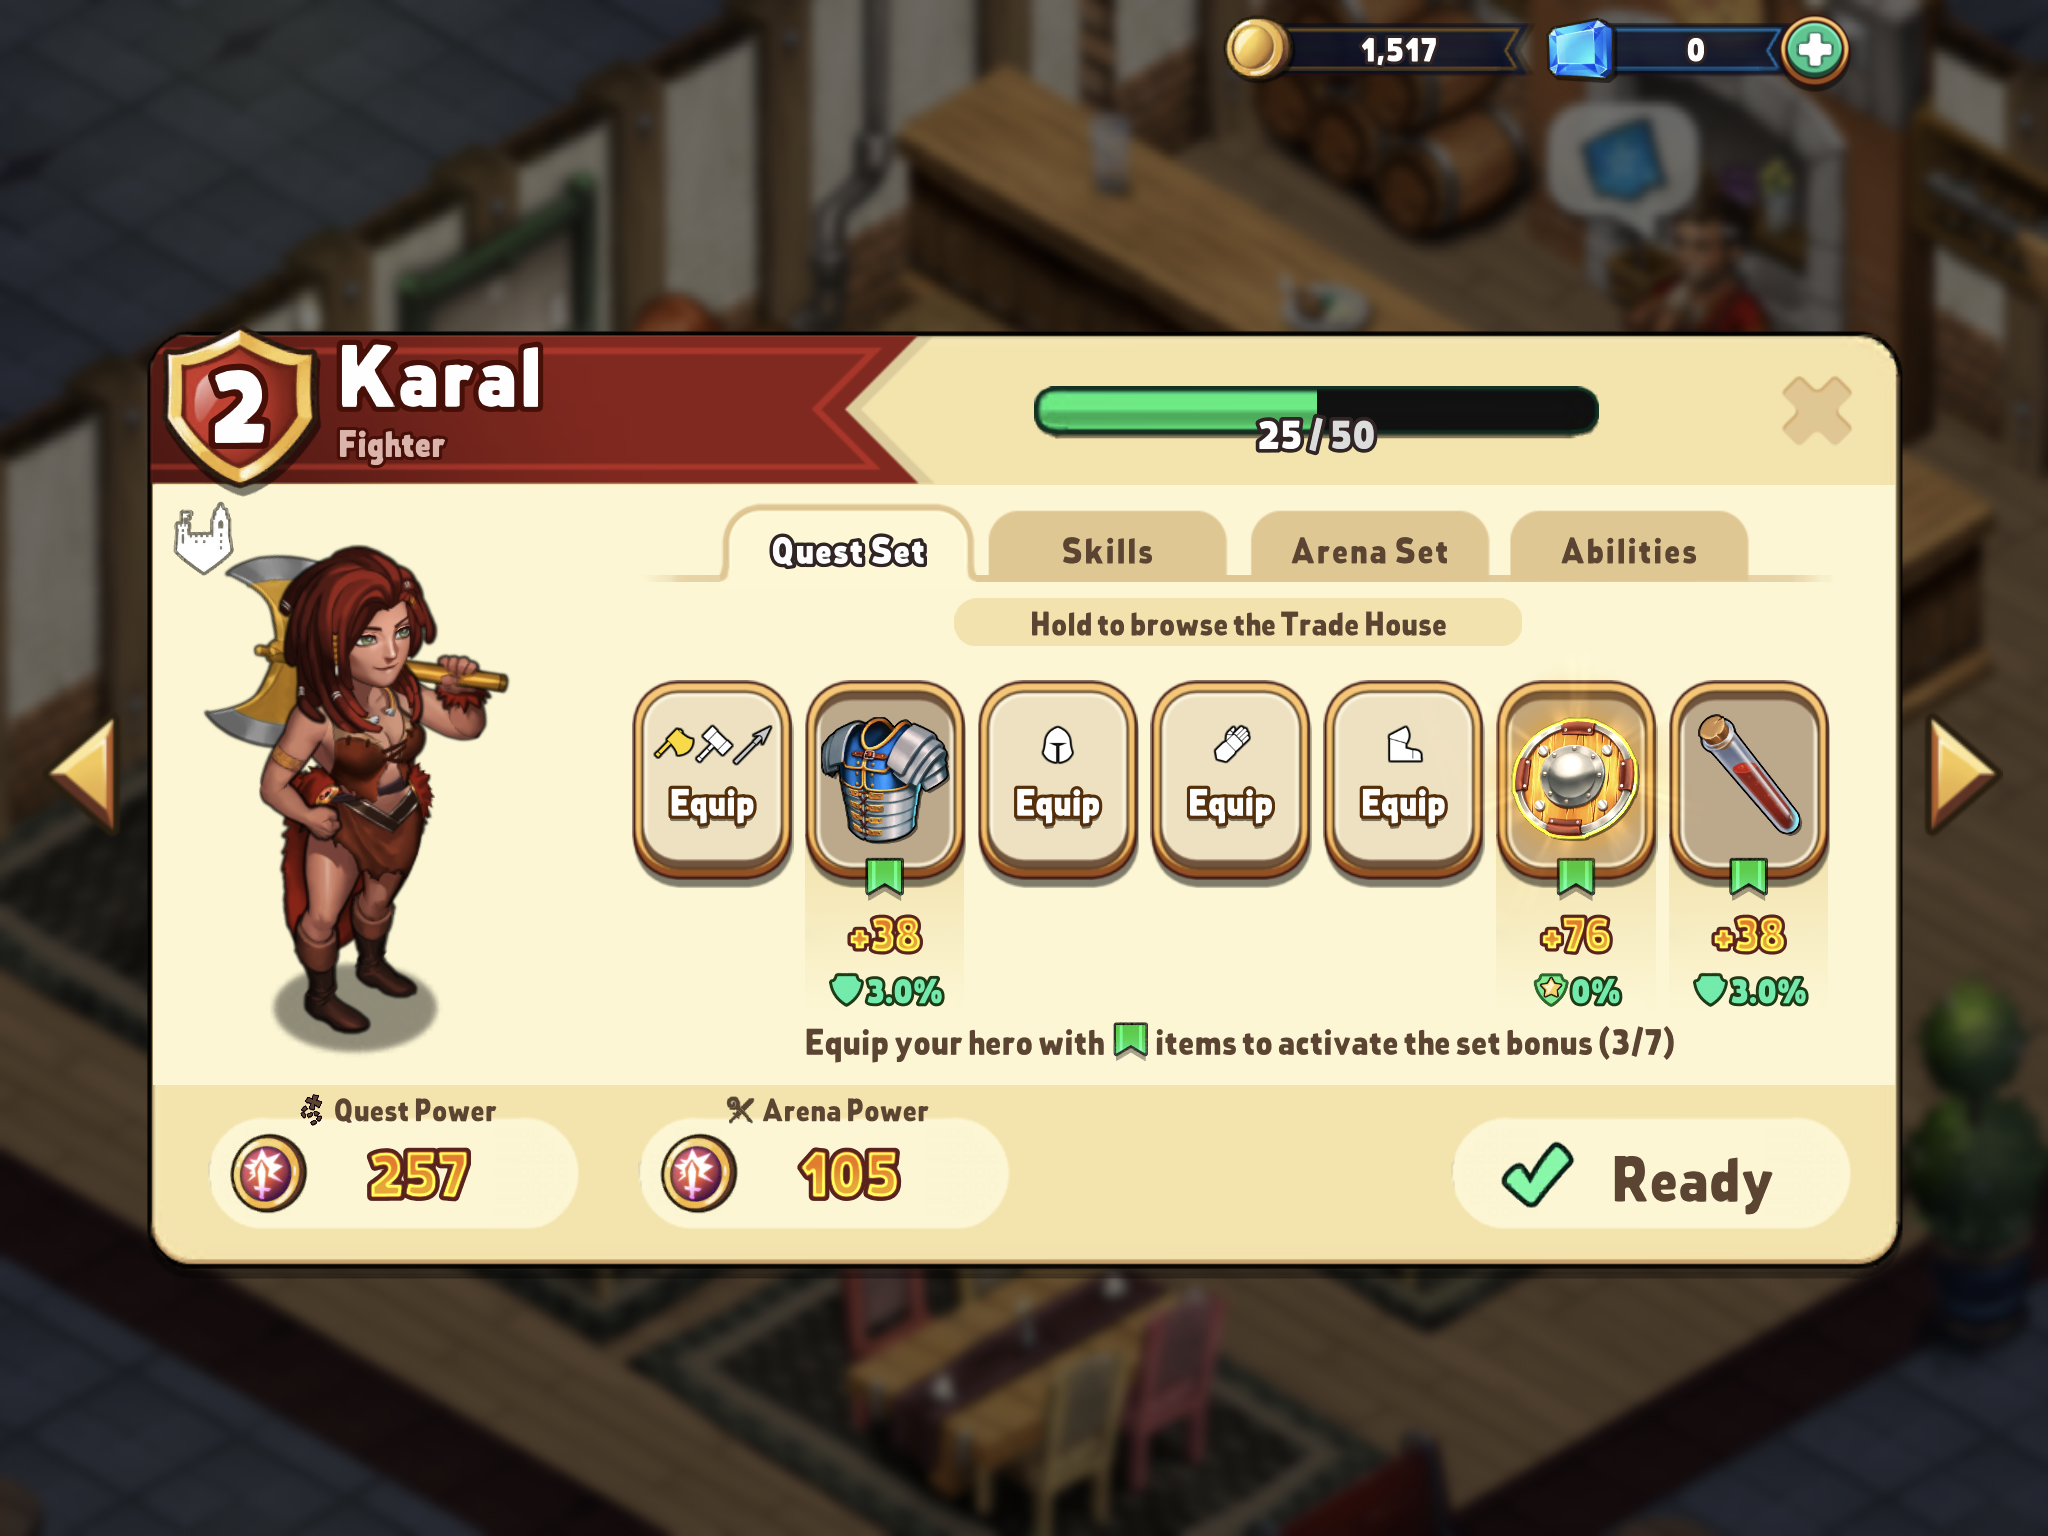 1,517
0
2
Karal
Fighter
25/50
Quest Set
Skills
Arena Set
Abilities
Hold to browse the Trade House
Equip
Equip
Equip
Equip
+38
+76
+38
3.0%
0%
3.0%
Equip your hero with items to activate the set bonus (3/7)
Quest Power
Arena Power
257
105
Ready